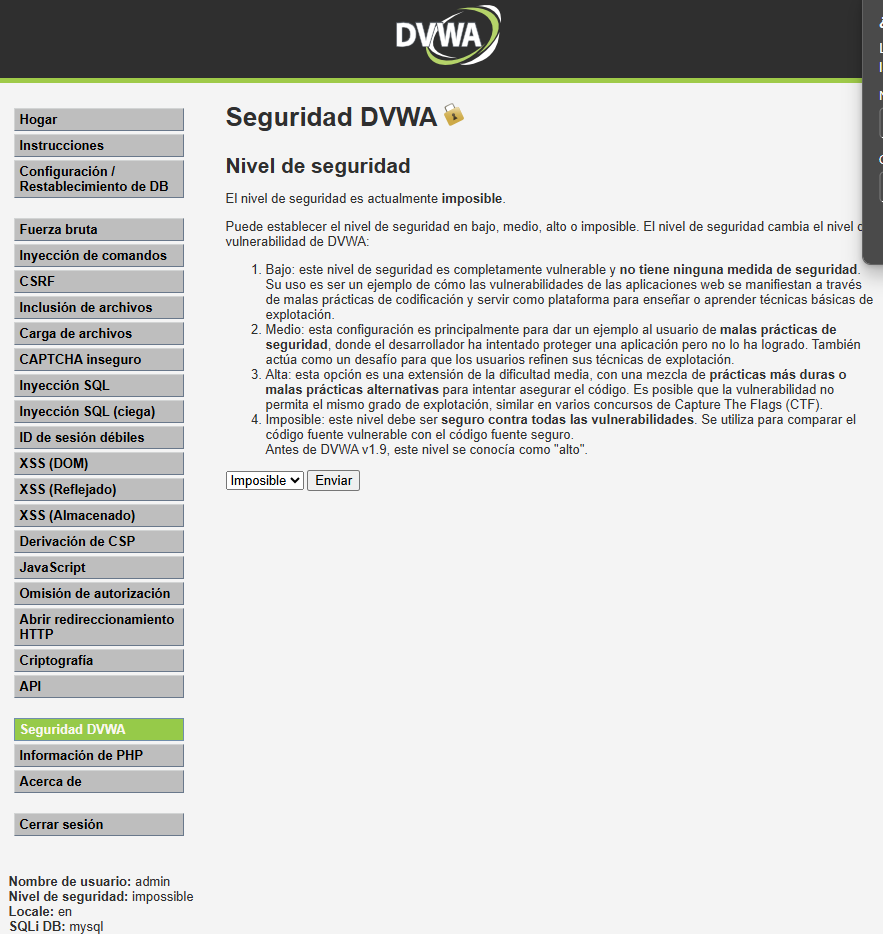 DVWA
Hogar
Instrucciones
Configuración /
Restablecimiento de DB
Fuerza bruta
Inyección de comandos
CSRF
Inclusión de archivos
Carga de archivos
CAPTCHA inseguro
Inyección SQL
Inyección SQL (ciega)
ID de sesión débiles
XSS (DOM)
XSS (Reflejado)
XSS (Almacenado)
Derivación de CSP
JavaScript
Omisión de autorización
Abrir redireccionamiento
HTTP
Criptografía
API
Seguridad DVWA
Información de PHP
Acerca de
Cerrar sesión
Seguridad DVWA
Nivel de seguridad
El nivel de seguridad es actualmente imposible.
Puede establecer el nivel de seguridad en bajo, medio, alto o imposible. El nivel de seguridad cambia el nivel
vulnerabilidad de DVWA:
1. Bajo: este nivel de seguridad es completamente vulnerable y no tiene ninguna medida de seguridad.
Su uso es ser un ejemplo de cómo las vulnerabilidades de las aplicaciones web se manifiestan a través
de malas prácticas de codificación y servir como plataforma para enseñar o aprender técnicas básicas de
explotación.
2. Medio: esta configuración es principalmente para dar un ejemplo al usuario de malas prácticas de
seguridad, donde el desarrollador ha intentado proteger una aplicación pero no lo ha logrado. También
actúa como un desafío para que los usuarios refinen sus técnicas de explotación.
3. Alta: esta opción es una extensión de la dificultad media, con una mezcla de prácticas más duras o
malas prácticas alternativas para intentar asegurar el código. Es posible que la vulnerabilidad no
permita el mismo grado de explotación, similar en varios concursos de Capture The Flags (CTF).
4. Imposible: este nivel debe ser seguro contra todas las vulnerabilidades. Se utiliza para comparar el
código fuente vulnerable con el código fuente seguro.
Antes de DVWA v1.9, este nivel se conocía como "alto".
Imposible Enviar
Nombre de usuario: admin
Nivel de seguridad: impossible
Locale: en
SQLi DB: mysql